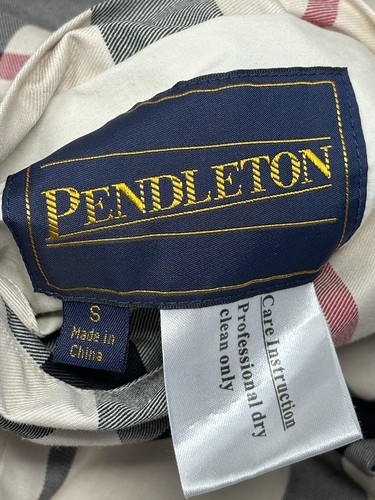 PENDLETON
S
Made in
China
Care Instruction
Professional dry
clean only